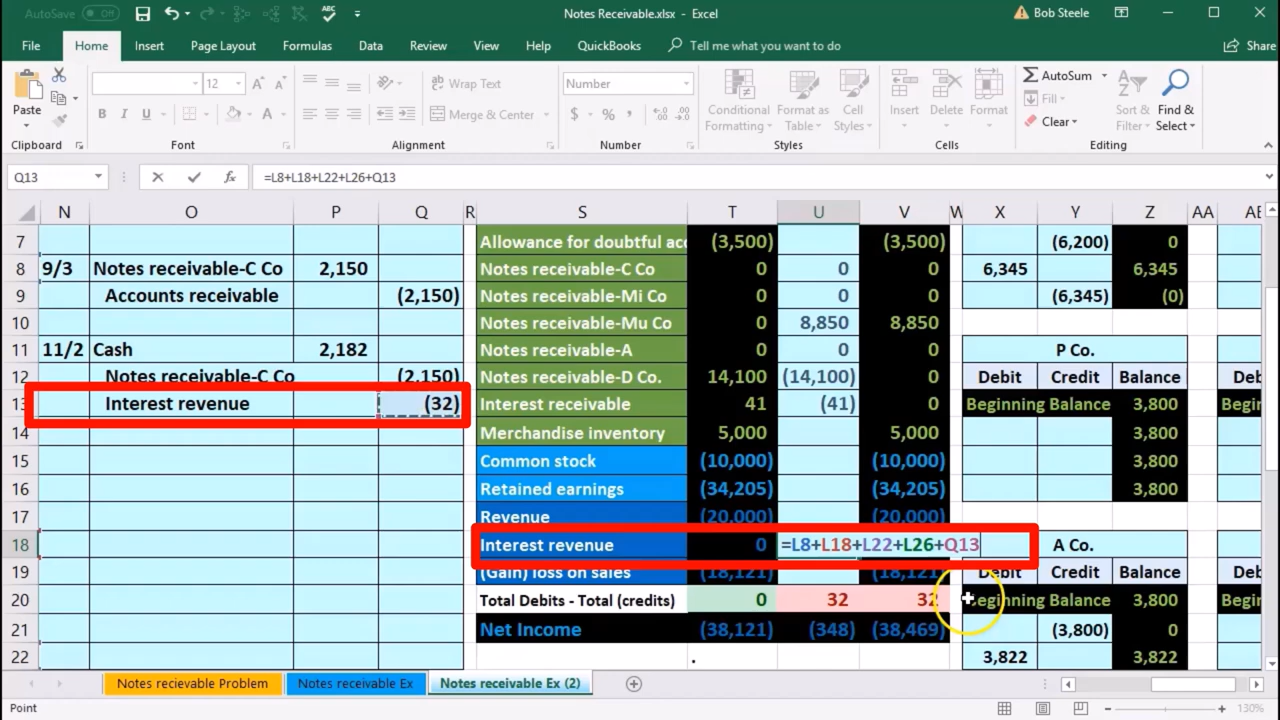 AutoSave Off Notes Receivable.xlsx - Excel Bob Steele
File Home Insert Page Layout Formulas Data Review View Help QuickBooks Tell me what you want to do Share
Paste 12 A A Wrap Text Number AutoSum
B I U A Merge & Center $ % , Conditional Formatting Format as Table Cell Styles Insert Delete Format Fill Clear Sort & Filter Find & Select
Clipboard Font Alignment Number Styles Cells Editing
Q13 fx =L8+L18+L22+L26+Q13
N O P Q R S T U V W X Y Z AA AE
7 Allowance for doubtful acc (3,500) (3,500) (6,200) 0
8 9/3 Notes receivable-C Co 2,150 Notes receivable-C Co 0 0 0 6,345 6,345
9 Accounts receivable (2,150) Notes receivable-Mi Co 0 0 0 (6,345) (0)
10 Notes receivable-Mu Co 0 8,850 8,850
11 11/2 Cash 2,182 Notes receivable-A 0 0 0 P Co.
12 Notes receivable-C Co (2,150) Notes receivable-D Co. 14,100 (14,100) 0 Debit Credit Balance Deb
13 Interest revenue (32) Interest receivable 41 (41) 0 Beginning Balance 3,800 Begi
14 Merchandise inventory 5,000 5,000 3,800
15 Common stock (10,000) (10,000) 3,800
16 Retained earnings (34,205) (34,205) 3,800
17 Revenue (20,000) (20,000)
18 Interest revenue 0 =L8+L18+L22+L26+Q13 A Co.
19 (Gain) loss on sales (18,121) (18,121) Debit Credit Balance Deb
20 Total Debits - Total (credits) 0 32 32 Beginning Balance 3,800 Begi
21 Net Income (38,121) (348) (38,469) (3,800) 0
22 . 3,822 3,822
Notes recievable Problem Notes receivable Ex Notes receivable Ex (2)
Point 130%